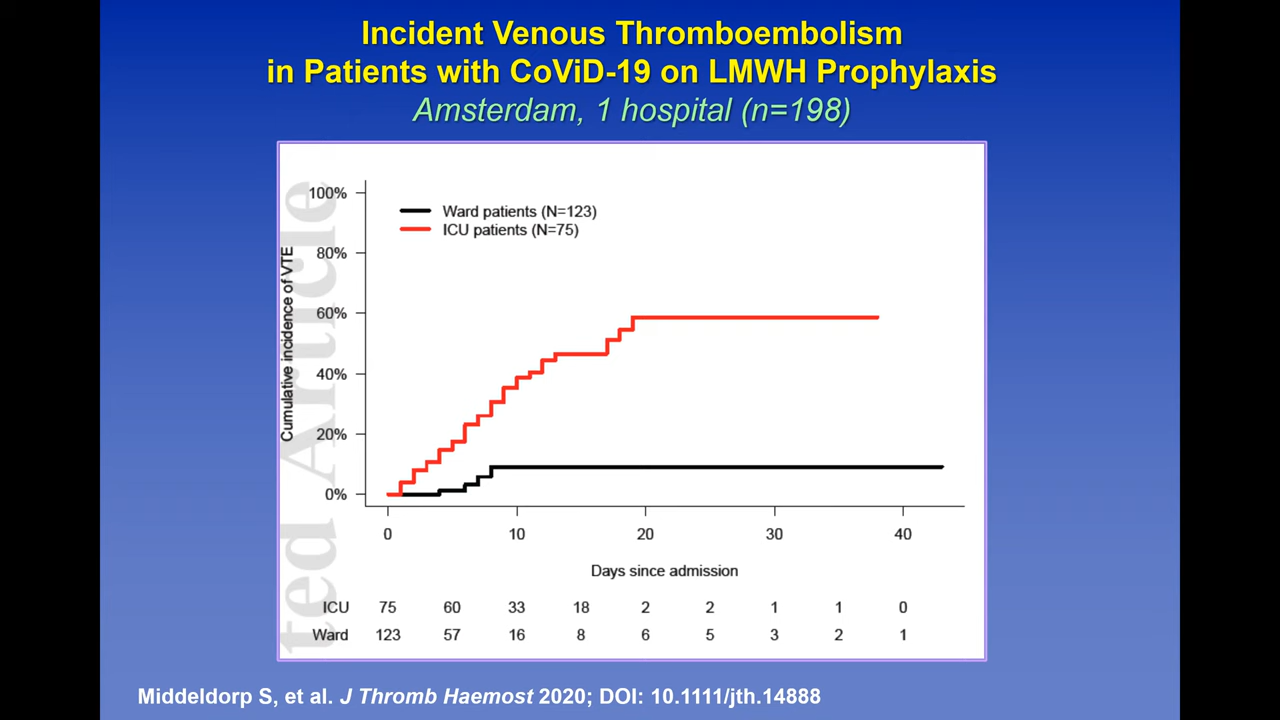 Incident Venous Thromboembolism
in Patients with CoViD-19 on LMWH Prophylaxis
Amsterdam, 1 hospital (n=198)
ted Article
Cumulative incidence of VTE
100%
80%
60%
40%
20%
0%
Ward patients (N=123)
ICU patients (N=75)
0 10 20 30 40
Days since admission
ICU 75 60 33 18 2 2 1 1 0
Ward 123 57 16 8 6 5 3 2 1
Middeldorp S, et al. J Thromb Haemost 2020; DOI: 10.1111/jth.14888